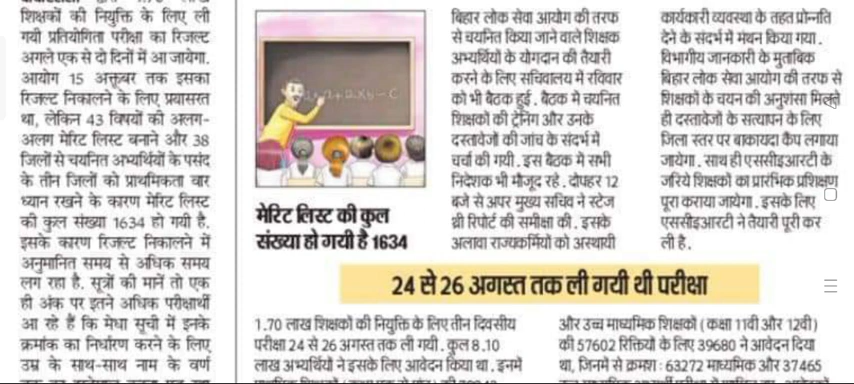 शिक्षकों की नियुक्ति के लिए ली
गयी प्रतियोगिता परीक्षा का रिजल्ट
अगले एक से दो दिनों में आ जायेगा.
आयोग 15 अक्तूबर तक इसका
रिजल्ट निकालने के लिए प्रयासरत
था, लेकिन 43 विषयों की अलग-
अलग मेरिट लिस्ट बनाने और 38
जिलों से चयनित अभ्यर्थियों के पसंद
के तीन जिलों को प्राथमिकता वार
ध्यान रखने के कारण मेरिट लिस्ट
की कुल संख्या 1634 हो गयी है.
इसके कारण रिजल्ट निकालने में
अनुमानित समय से अधिक समय
लग रहा है. सूत्रों की मानें तो एक
ही अंक पर इतने अधिक परीक्षार्थी
आ रहे हैं कि मेधा सूची में इनके
क्रमांक का निर्धारण करने के लिए
उम्र के साथ-साथ नाम के वर्ण
मेरिट लिस्ट की कुल
संख्या हो गयी है 1634
बिहार लोक सेवा आयोग की तरफ
से चयनित किया जाने वाले शिक्षक
अभ्यर्थियों के योगदान की तैयारी
करने के लिए सचिवालय में रविवार
को भी बैठक हुई. बैठक में चयनित
शिक्षकों की ट्रेनिंग और उनके
दस्तावेजों की जांच के संदर्भ में
चर्चा की गयी. इस बैठक में सभी
निदेशक भी मौजूद रहे. दोपहर 12
बजे से अपर मुख्य सचिव ने स्टेज
थ्री रिपोर्ट की समीक्षा की. इसके
अलावा राज्यकर्मियों को अस्थायी
कार्यकारी व्यवस्था के तहत प्रोन्नति
देने के संदर्भ में मंथन किया गया.
विभागीय जानकारी के मुताबिक
बिहार लोक सेवा आयोग की तरफ से
शिक्षकों के चयन की अनुशंसा मिलते
ही दस्तावेजों के सत्यापन के लिए
जिला स्तर पर बाकायदा कैंप लगाया
जायेगा. साथ ही एससीइआरटी के
जरिये शिक्षकों का प्रारंभिक प्रशिक्षण
पूरा कराया जायेगा. इसके लिए
एससीइआरटी ने तैयारी पूरी कर
ली है.
24 से 26 अगस्त तक ली गयी थी परीक्षा
1.70 लाख शिक्षकों की नियुक्ति के लिए तीन दिवसीय
परीक्षा 24 से 26 अगस्त तक ली गयी. कुल 8.10
लाख अभ्यर्थियों ने इसके लिए आवेदन किया था. इनमें
और उच्च माध्यमिक शिक्षकों (कक्षा 11वीं और 12वीं)
की 57602 रिक्तियों के लिए 39680 ने आवेदन दिया
था, जिनमें से क्रमश: 63272 माध्यमिक और 37465